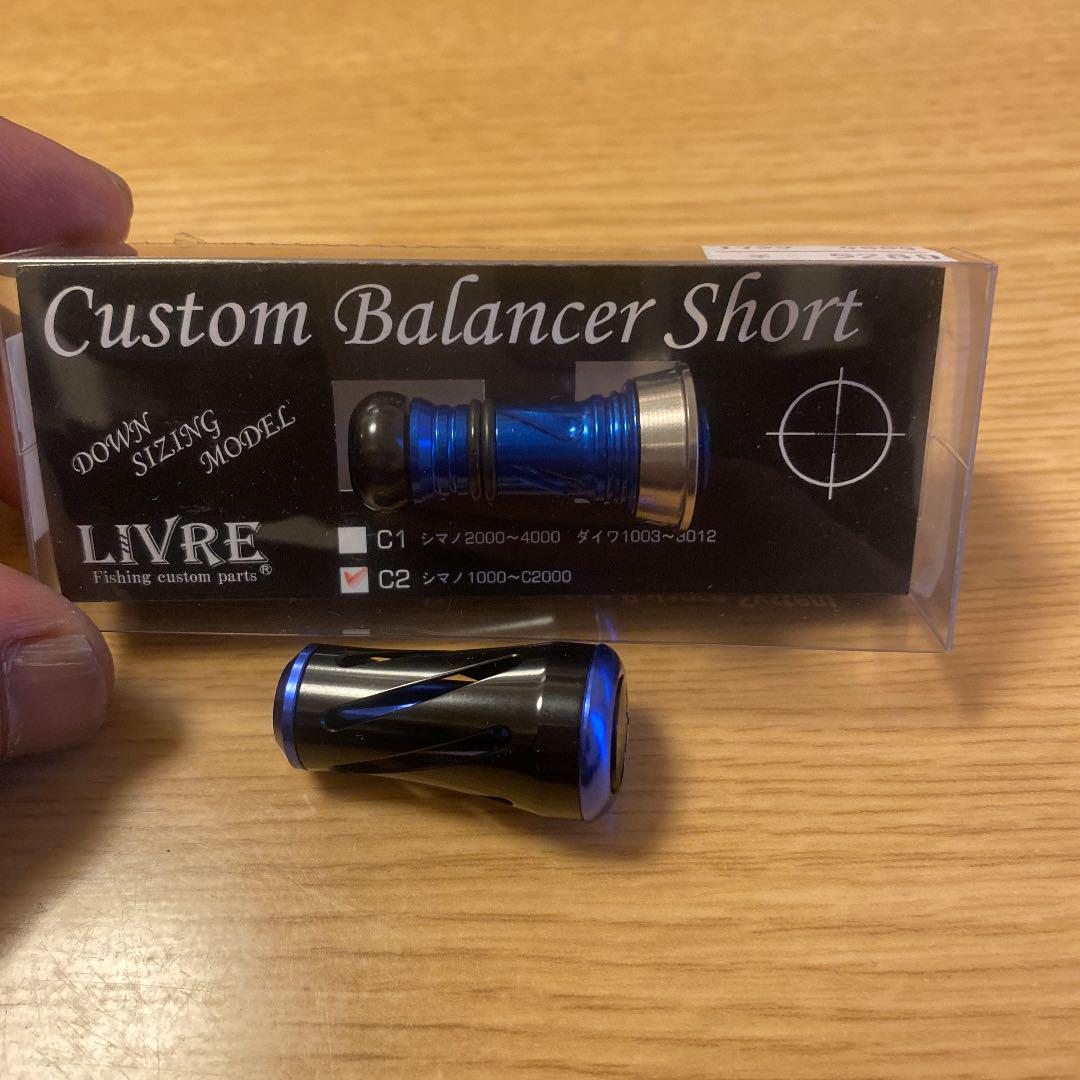 5280
Custom Balancer Short
DOWN
SIZING
MODEL
LIVRE
Fishing custom parts®
C1 シマノ2000〜4000 ダイワ1003〜3012
C2 シマノ1000〜C2000